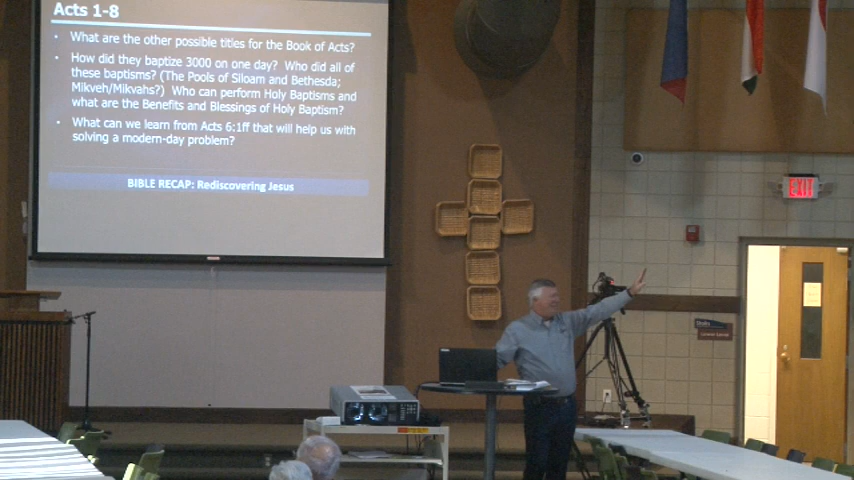 Acts 1-8
• What are the other possible titles for the Book of Acts?
• How did they baptize 3000 on one day? Who did all of
these baptisms? (The Pools of Siloam and Bethesda;
Mikveh/Mikvahs?) Who can perform Holy Baptisms and
what are the Benefits and Blessings of Holy Baptism?
• What can we learn from Acts 6:1ff that will help us with
solving a modern-day problem?
BIBLE RECAP: Rediscovering Jesus
EXIT